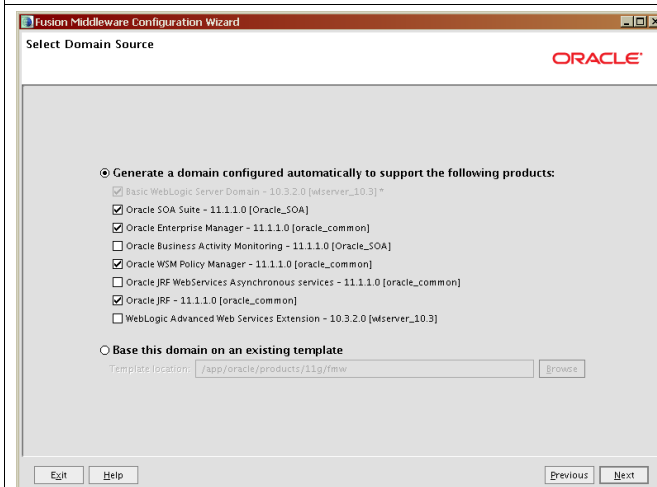 Fusion Middleware Configuration Wizard
Select Domain Source
ORACLE
Generate a domain configured automatically to support the following products:
Basic WebLogic Server Domain - 10.3.2.0 [wlserver_10.3] *
Oracle SOA Suite - 11.1.1.0 [Oracle_SOA]
Oracle Enterprise Manager - 11.1.1.0 [oracle_common]
Oracle Business Activity Monitoring - 11.1.1.0 [Oracle_SOA]
Oracle WSM Policy Manager - 11.1.1.0 [oracle_common]
Oracle JRF WebServices Asynchronous services - 11.1.1.0 [oracle_common]
Oracle JRF - 11.1.1.0 [oracle_common]
WebLogic Advanced Web Services Extension - 10.3.2.0 [wlserver_10.3]
Base this domain on an existing template
Template location: /app/oracle/products/11g/fmw Browse
Exit Help Previous Next